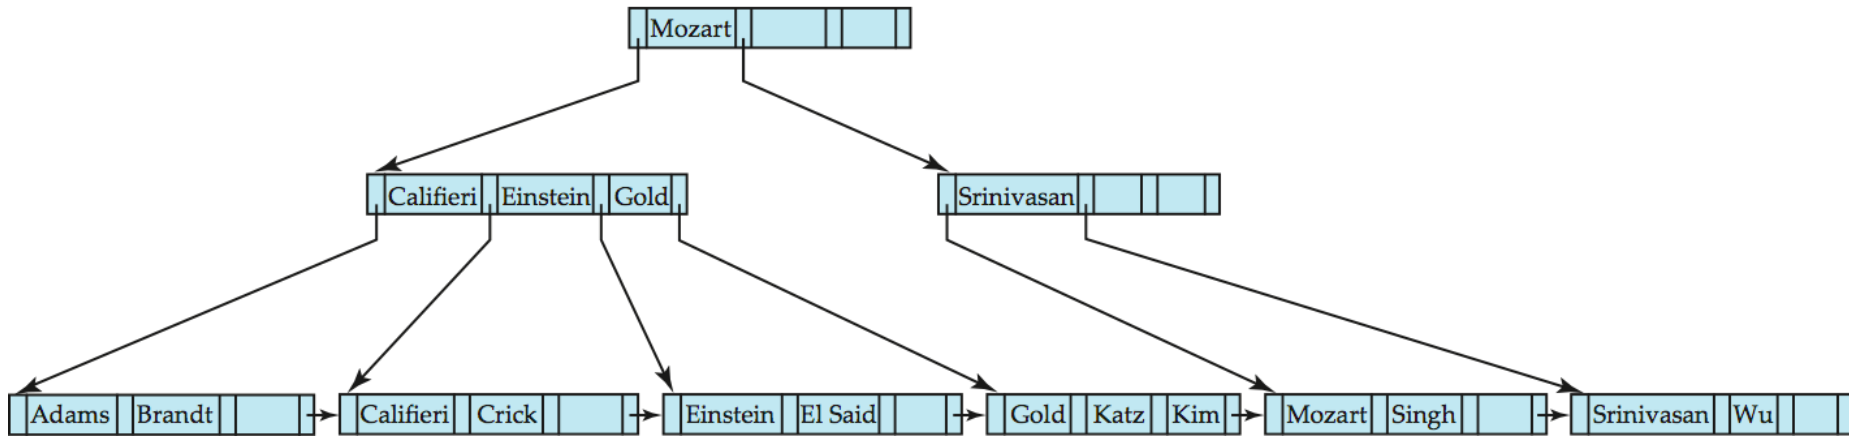 Mozart
Califieri Einstein Gold Srinivasan
Adams Brandt Califieri Crick Einstein El Said Gold Katz Kim Mozart Singh Srinivasan Wu